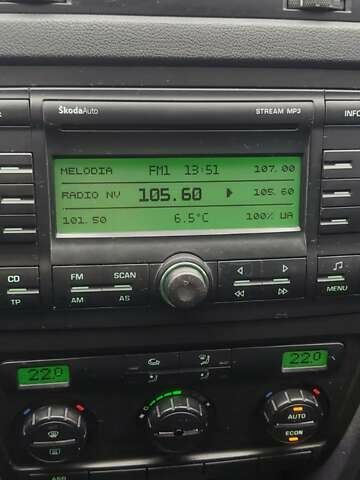 ŠkodaAuto STREAM MP3 INFO
MELODIA FM1 13:51 107.00
RADIO NV 105.60 105.60
101.50 6.5°C 100% UA
CD FM SCAN
TP AM AS MENU
22.0 22.0
AUTO
ECON